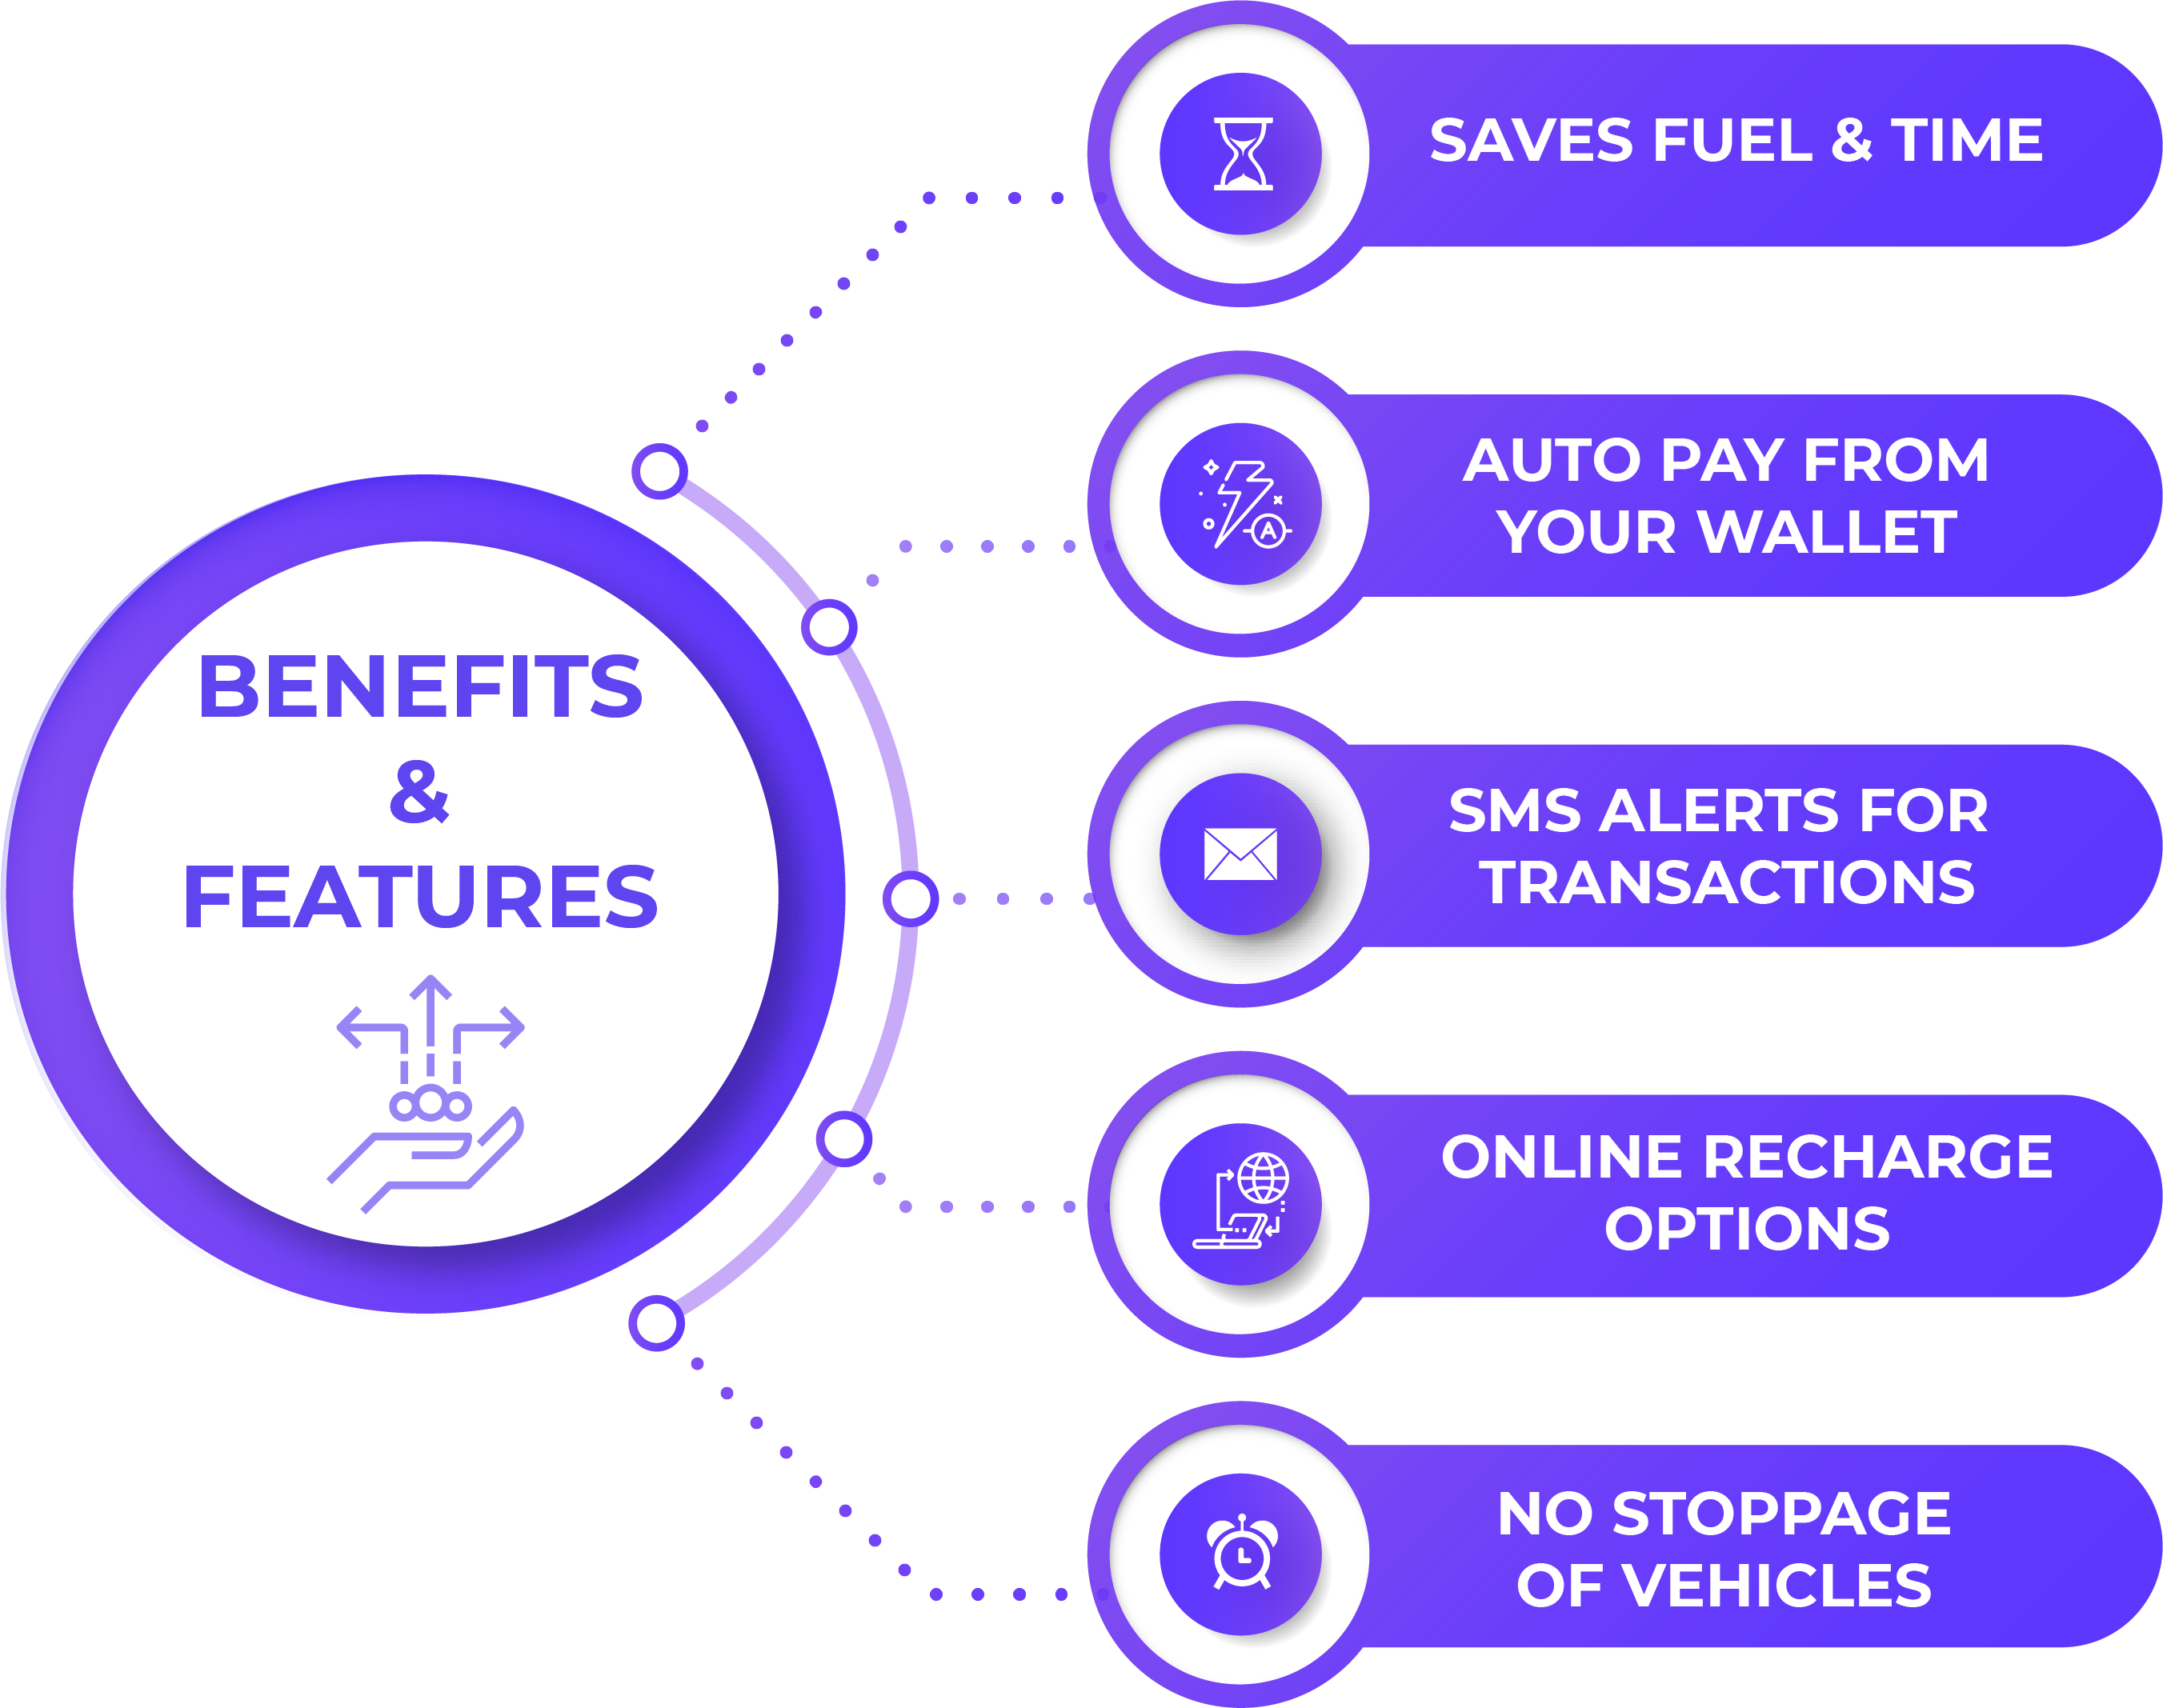 BENEFITS
&
FEATURES
SAVES FUEL & TIME
AUTO PAY FROM
YOUR WALLET
A
SMS ALERTS FOR
TRANSACTIONS
ONLINE RECHARGE
OPTIONS
NO STOPPAGE
OF VEHICLES